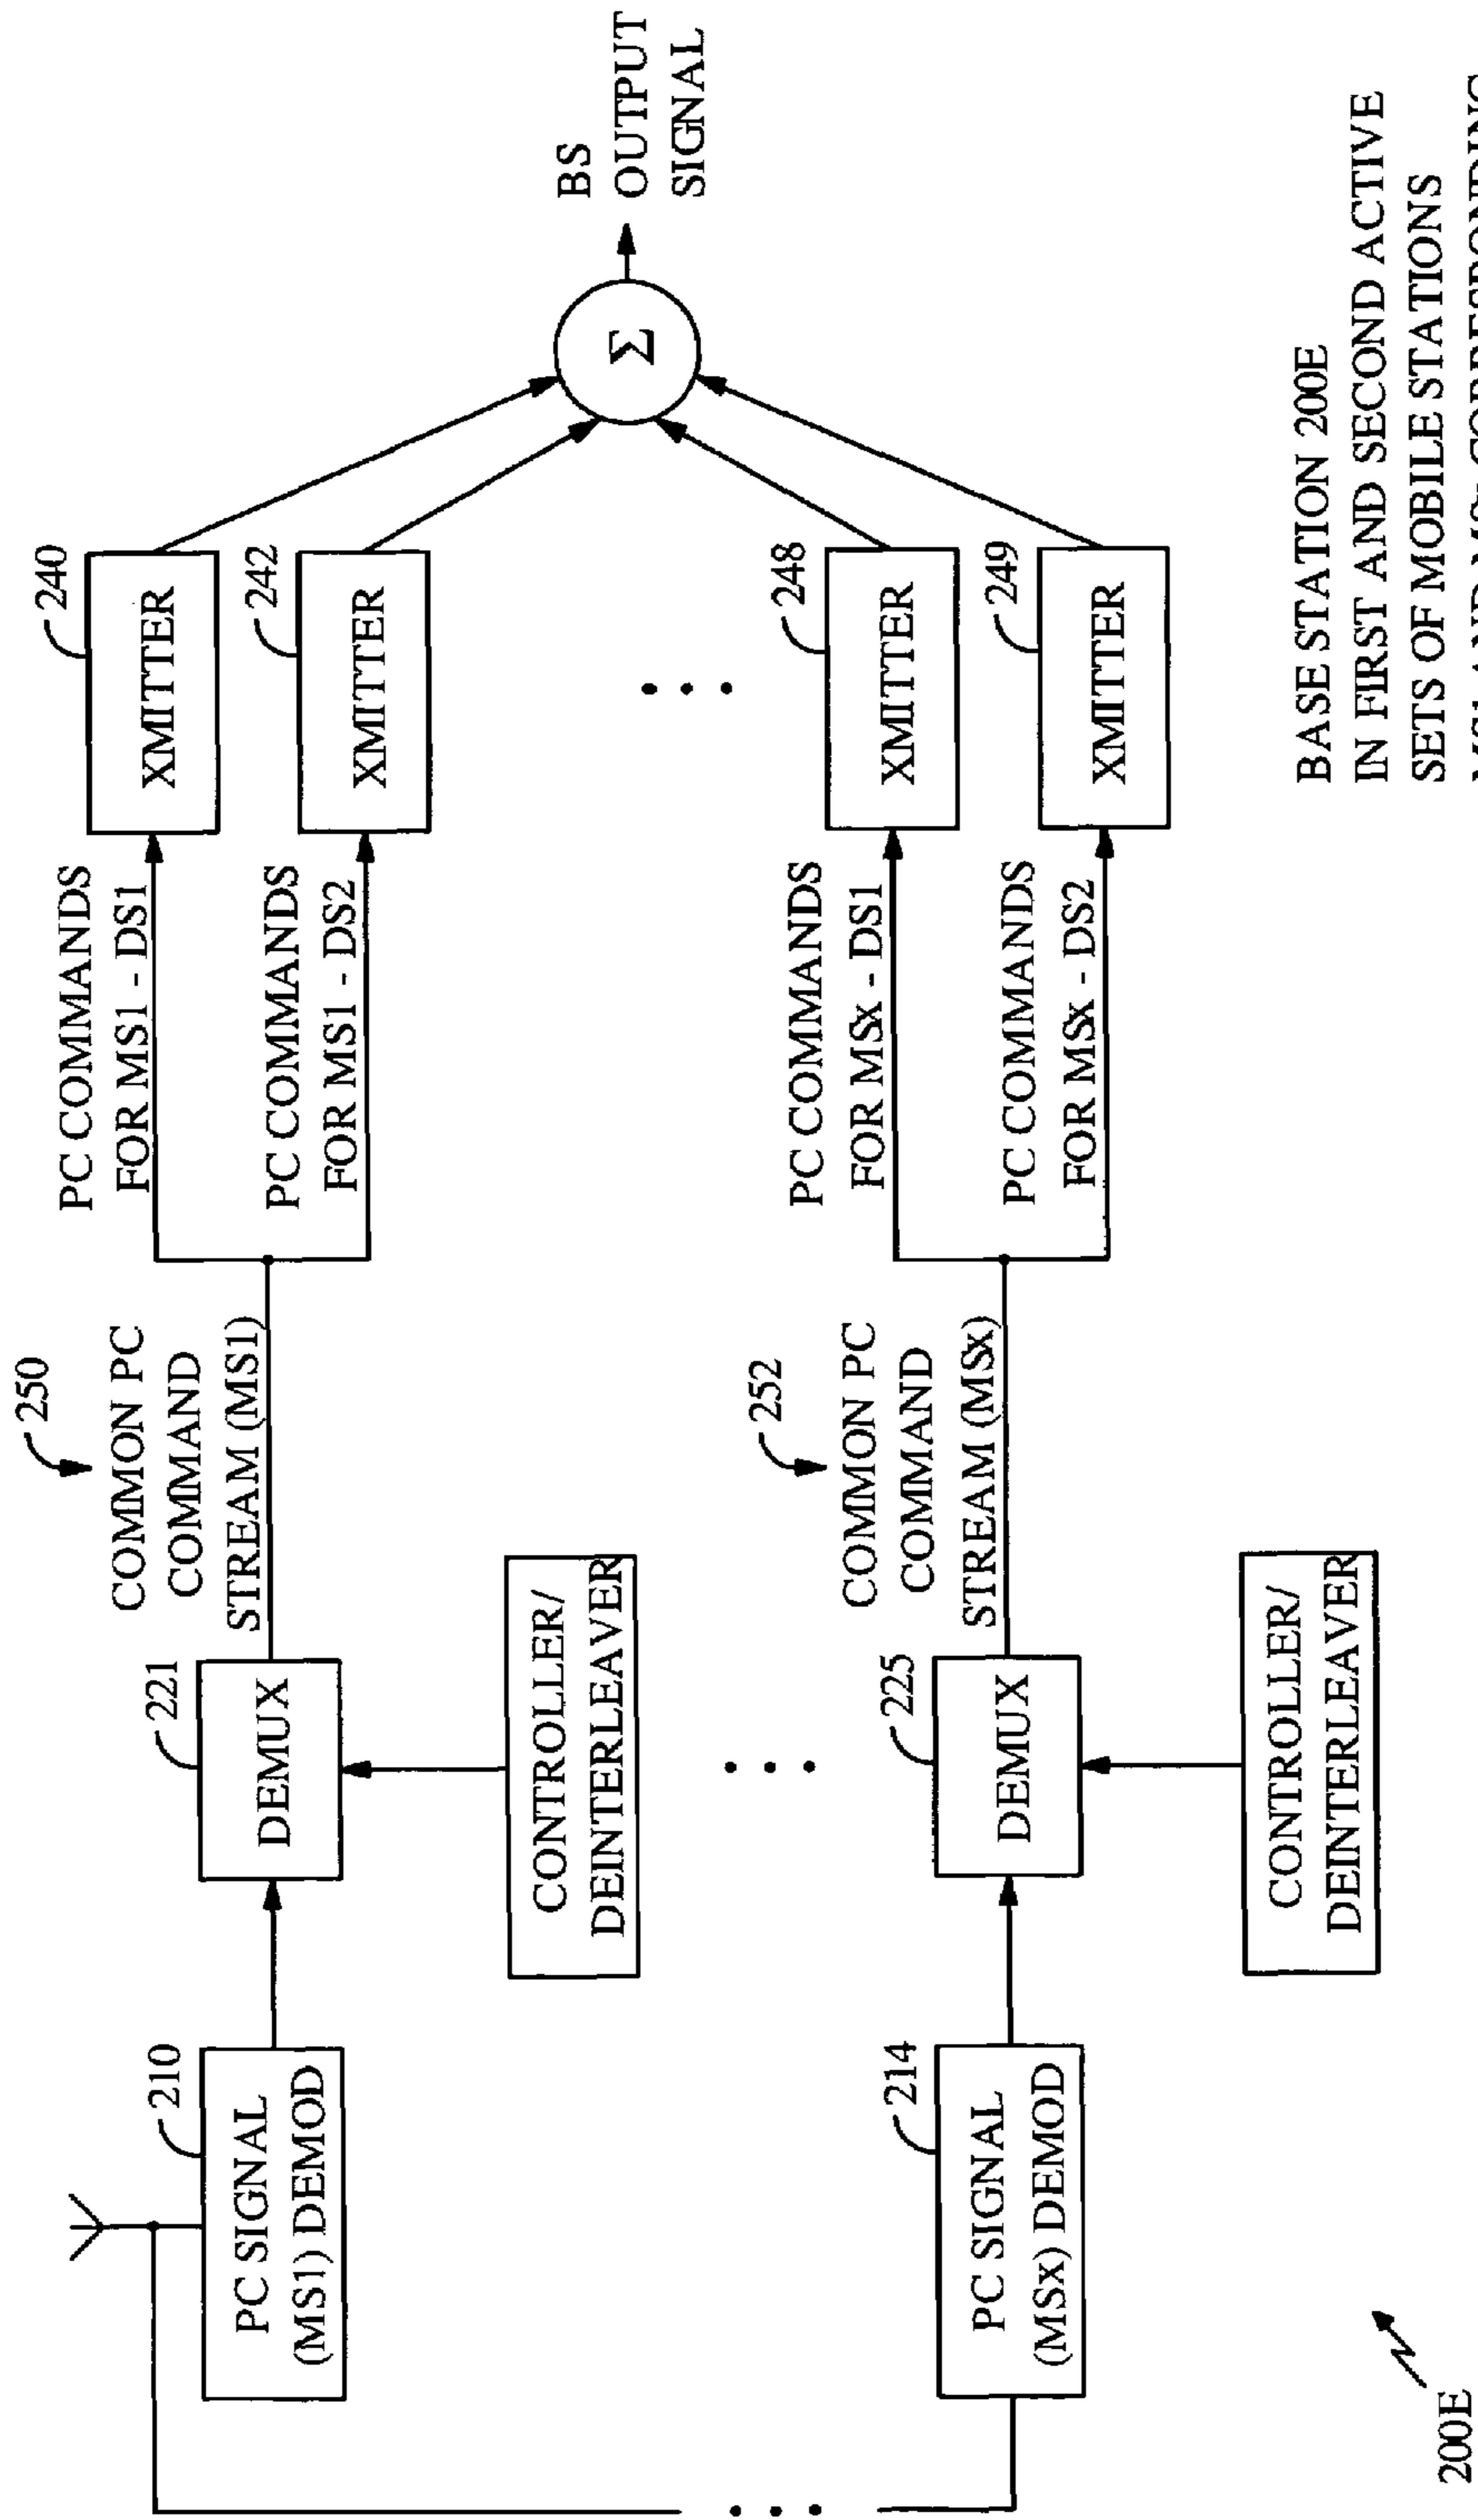 250
COMMON PC
COMMAND
STREAM (MS1)
210
PC SIGNAL
(MS1) DEMOD
221
DEMUX
CONTROLLER/
DEINTERLEAVER
PC COMMANDS
FOR MS1 - DS1
PC COMMANDS
FOR MS1 - DS2
240
XMITTER
242
XMITTER
Σ
BS
OUTPUT
SIGNAL
252
COMMON PC
COMMAND
STREAM (MSx)
214
PC SIGNAL
(MSx) DEMOD
225
DEMUX
CONTROLLER/
DEINTERLEAVER
PC COMMANDS
FOR MSx - DS1
PC COMMANDS
FOR MSx - DS2
248
XMITTER
249
XMITTER
200E
BASE STATION 200E
IN FIRST AND SECOND ACTIVE
SETS OF MOBILE STATIONS